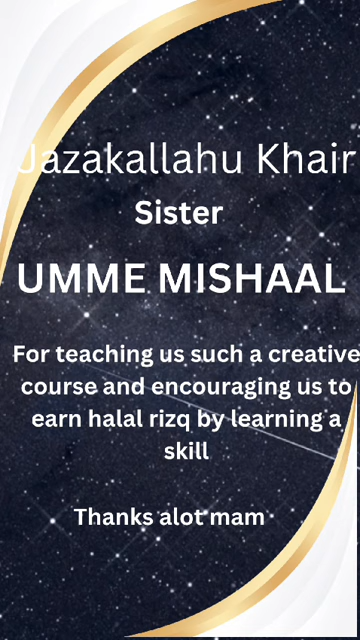 Jazakallahu Khair
Sister
UMME MISHAAL
For teaching us such a creative
course and encouraging us to
earn halal rizq by learning a
skill
Thanks alot mam